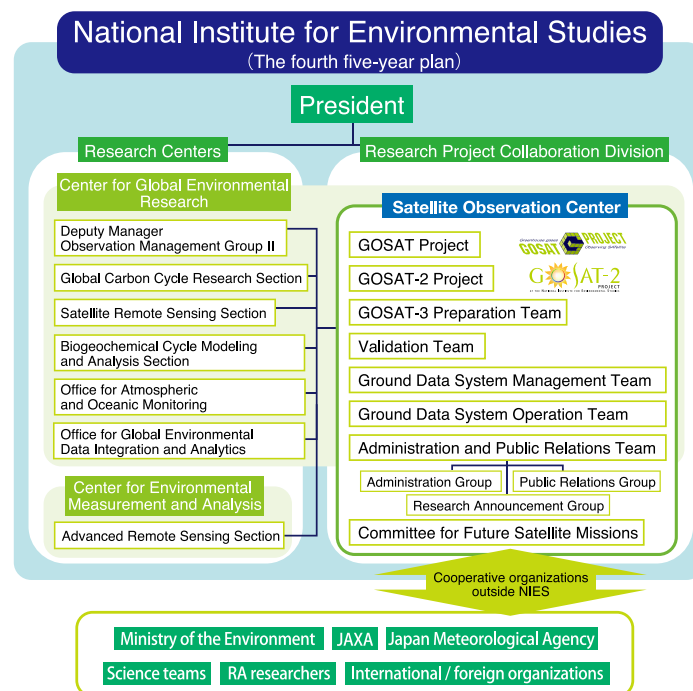 National Institute for Environmental Studies
(The fourth five-year plan)
President
Research Centers
Research Project Collaboration Division
Center for Global Environmental
Research
Deputy Manager
Observation Management Group II
Global Carbon Cycle Research Section
Satellite Remote Sensing Section
Biogeochemical Cycle Modeling
and Analysis Section
Office for Atmospheric
and Oceanic Monitoring
Office for Global Environmental
Data Integration and Analytics
Center for Environmental
Measurement and Analysis
Advanced Remote Sensing Section
Satellite Observation Center
GOSAT Project
GOSAT PROJECT
GOSAT-2 Project
GOSAT-2
PROJECT
GOSAT-3 Preparation Team
Validation Team
Ground Data System Management Team
Ground Data System Operation Team
Administration and Public Relations Team
Administration Group
Public Relations Group
Research Announcement Group
Committee for Future Satellite Missions
Cooperative organizations
outside NIES
Ministry of the Environment
JAXA
Japan Meteorological Agency
Science teams
RA researchers
International / foreign organizations